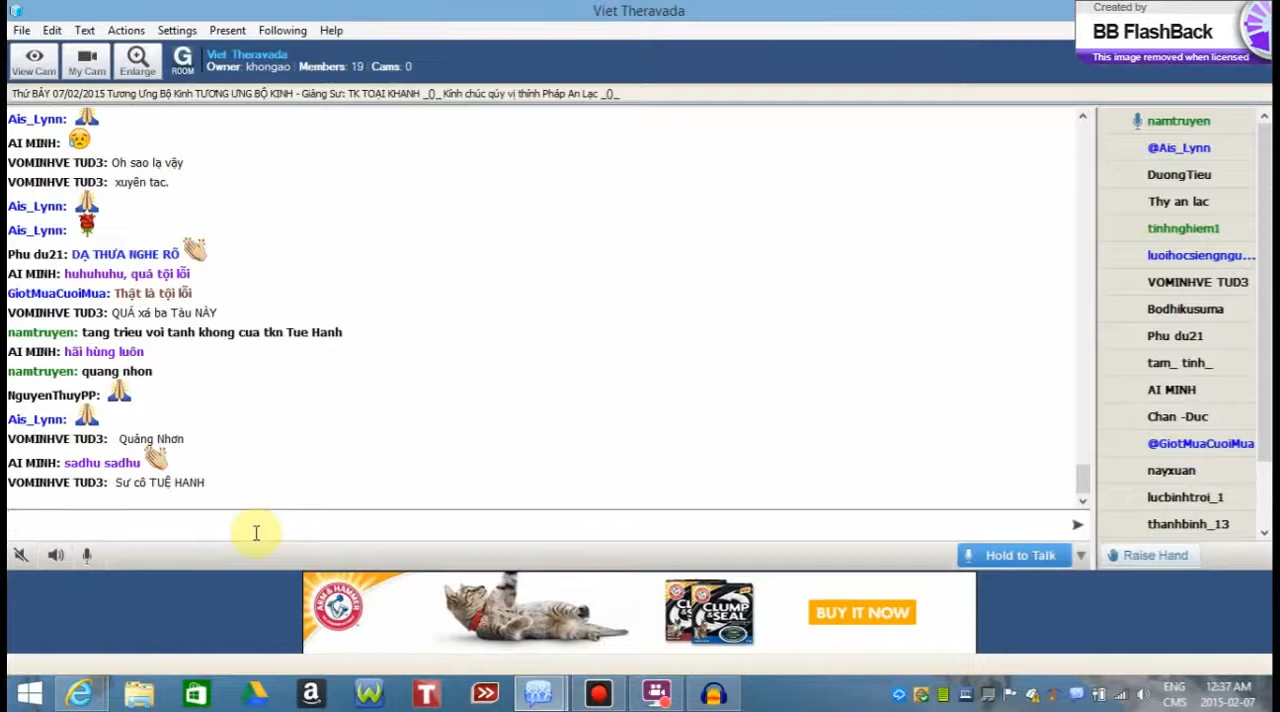 Viet Theravada
Created by
BB FlashBack
This image removed when licensed
File Edit Text Actions Settings Present Following Help
View Cam My Cam Enlarge G ROOM
Viet Theravada
Owner: khongao Members: 19 Cams: 0
Thứ BẢY 07/02/2015 Tương Ưng Bộ Kinh TƯƠNG ƯNG BỘ KINH - Giảng Sư: TK TOẠI KHANH _()_ Kính chúc qúy vị thính Pháp An Lạc _()_
Ais_Lynn:
AI MINH:
VOMINHVE TUD3: Oh sao lạ vậy
VOMINHVE TUD3: xuyên tac.
Ais_Lynn:
Ais_Lynn:
Phu du21: DẠ THƯA NGHE RÕ
AI MINH: huhuhuhu, quá tội lỗi
GiotMuaCuoiMua: Thật là tội lỗi
VOMINHVE TUD3: QUÁ xá ba Tàu NÀY
namtruyen: tang trieu voi tanh khong cua tkn Tue Hanh
AI MINH: hãi hùng luôn
namtruyen: quang nhon
NguyenThuyPP:
Ais_Lynn:
VOMINHVE TUD3: Quảng Nhơn
AI MINH: sadhu sadhu
VOMINHVE TUD3: Sư cô TUỆ HANH
namtruyen
@Ais_Lynn
DuongTieu
Thy an lac
tinhnghiem1
luoihocsiengngu...
VOMINHVE TUD3
Bodhikusuma
Phu du21
tam_ tinh_
AI MINH
Chan -Duc
@GiotMuaCuoiMua
nayxuan
lucbinhtroi_1
thanhbinh_13
Hold to Talk
Raise Hand
ARM & HAMMER
CLUMP & SEAL
BUY IT NOW
ENG 12:37 AM
CMS 2015-02-07